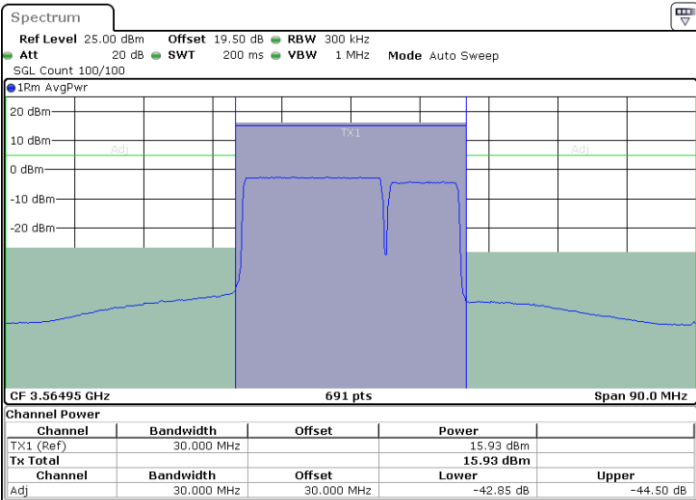 Spectrum
Ref Level 25.00 dBm Offset 19.50 dB RBW 300 kHz
Att 20 dB SWT 200 ms VBW 1 MHz Mode Auto Sweep
SGL Count 100/100
1Rm AvgPwr
20 dBm
TX1
10 dBm
Adj Adj
0 dBm
-10 dBm
-20 dBm
CF 3.56495 GHz 691 pts Span 90.0 MHz
Channel Power
Channel Bandwidth Offset Power
TX1 (Ref) 30.000 MHz 15.93 dBm
Tx Total 15.93 dBm
Channel Bandwidth Offset Lower Upper
Adj 30.000 MHz 30.000 MHz -42.85 dB -44.50 dB